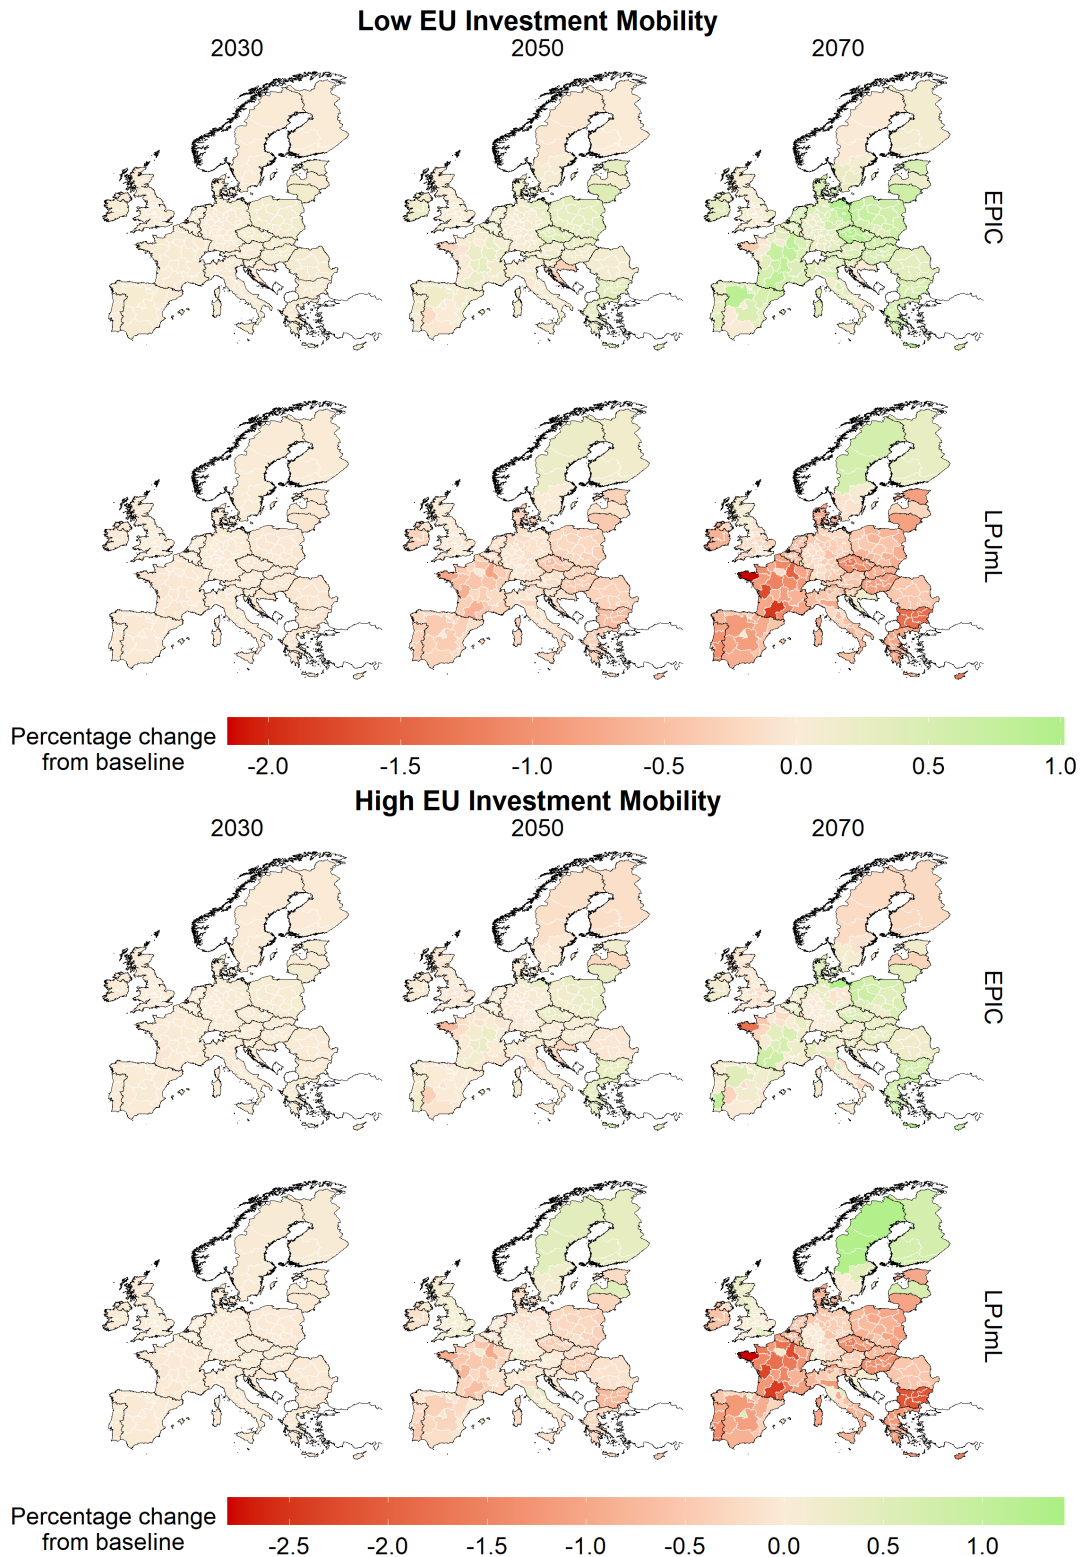 Low EU Investment Mobility
2030 2050 2070
EPIC
LPJmL
Percentage change
from baseline
-2.0 -1.5 -1.0 -0.5 0.0 0.5 1.0
High EU Investment Mobility
2030 2050 2070
EPIC
LPJmL
Percentage change
from baseline
-2.5 -2.0 -1.5 -1.0 -0.5 0.0 0.5 1.0